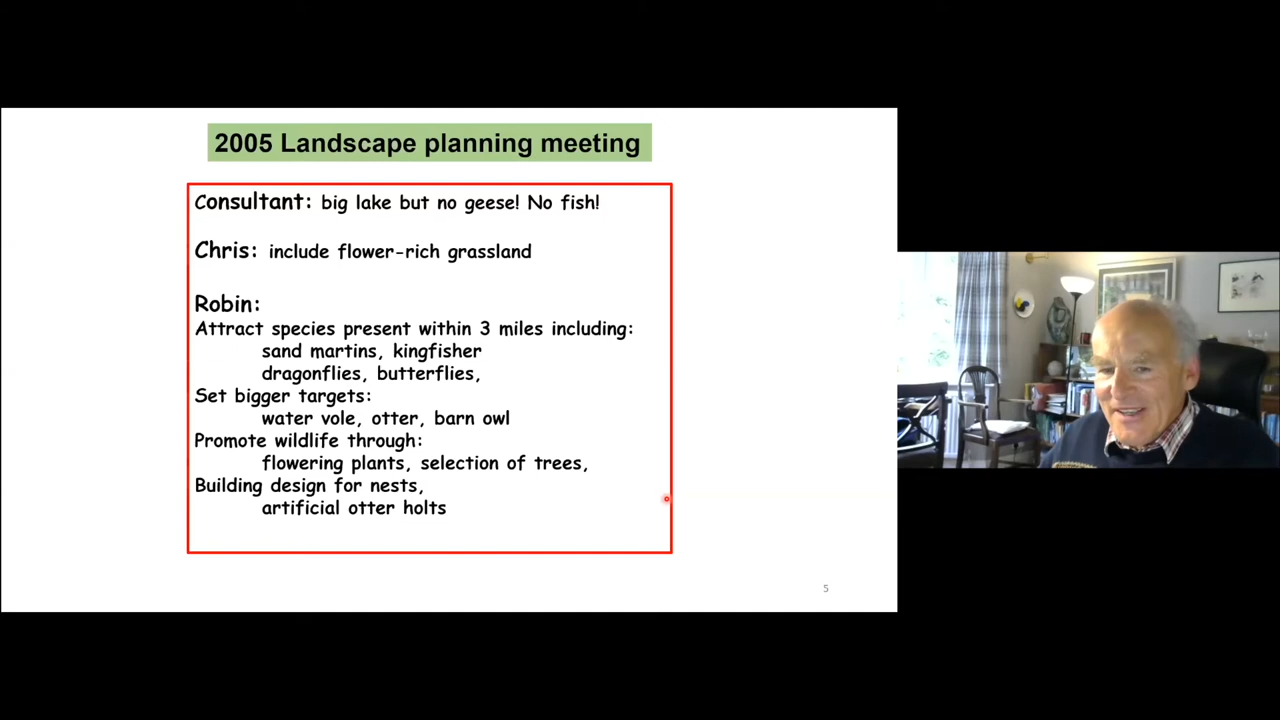 2005 Landscape planning meeting
Consultant: big lake but no geese! No fish!
Chris: include flower-rich grassland
Robin:
Attract species present within 3 miles including:
sand martins, kingfisher
dragonflies, butterflies,
Set bigger targets:
water vole, otter, barn owl
Promote wildlife through:
flowering plants, selection of trees,
Building design for nests,
artificial otter holts
5